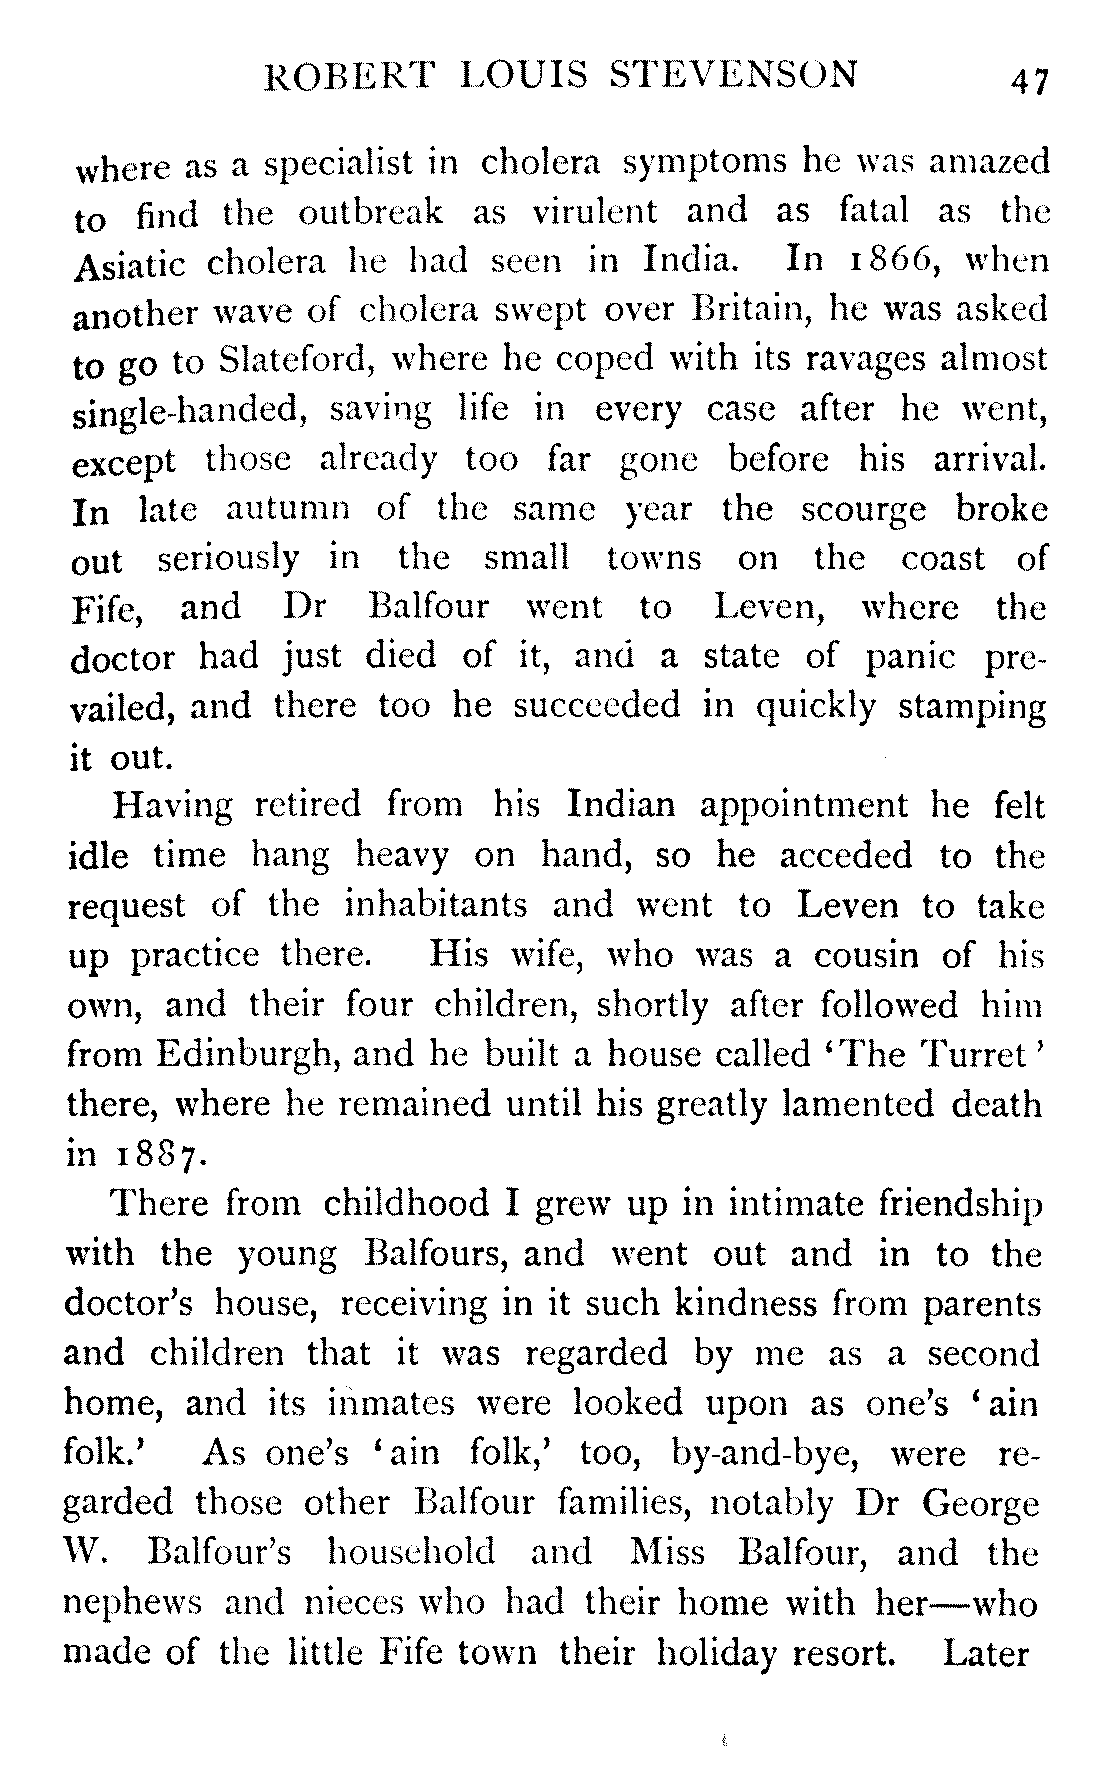 ROBERT LOUIS STEVENSON 47
where as a specialist in cholera symptoms he was amazed
to find the outbreak as virulent and as fatal as the
Asiatic cholera he had seen in India. In 1866, when
another wave of cholera swept over Britain, he was asked
to go to Slateford, where he coped with its ravages almost
single-handed, saving life in every case after he went,
except those already too far gone before his arrival.
In late autumn of the same year the scourge broke
out seriously in the small towns on the coast of
Fife, and Dr Balfour went to Leven, where the
doctor had just died of it, and a state of panic pre-
vailed, and there too he succeeded in quickly stamping
it out.
Having retired from his Indian appointment he felt
idle time hang heavy on hand, so he acceded to the
request of the inhabitants and went to Leven to take
up practice there. His wife, who was a cousin of his
own, and their four children, shortly after followed him
from Edinburgh, and he built a house called ‘The Turret’
there, where he remained until his greatly lamented death
in 1887.
There from childhood I grew up in intimate friendship
with the young Balfours, and went out and in to the
doctor's house, receiving in it such kindness from parents
and children that it was regarded by me as a second
home, and its inmates were looked upon as one's ‘ain
folk.’ As one's ‘ain folk,’ too, by-and-bye, were re-
garded those other Balfour families, notably Dr George
W. Balfour's household and Miss Balfour, and the
nephews and nieces who had their home with her—who
made of the little Fife town their holiday resort. Later